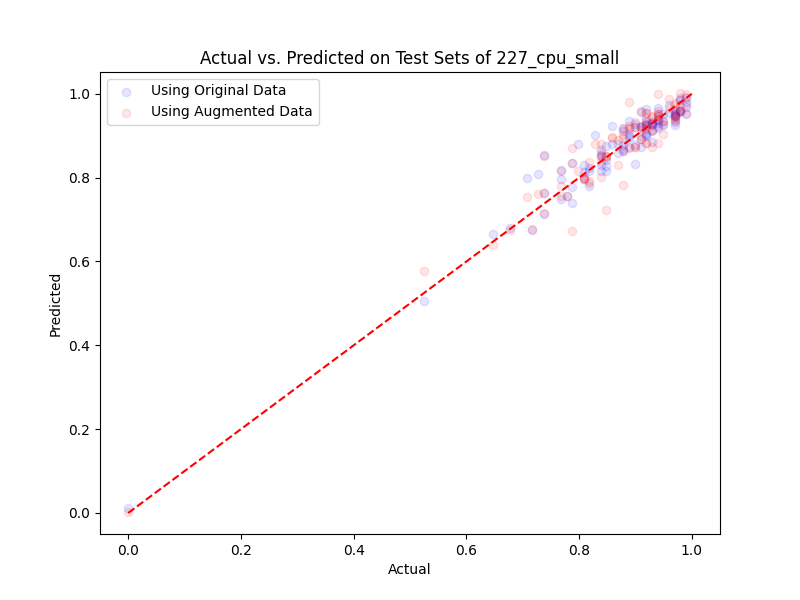 Actual vs. Predicted on Test Sets of 227_cpu_small
Using Original Data
Using Augmented Data
1.0
0.8
0.6
0.4
0.2
0.0
Predicted
0.0 0.2 0.4 0.6 0.8 1.0
Actual